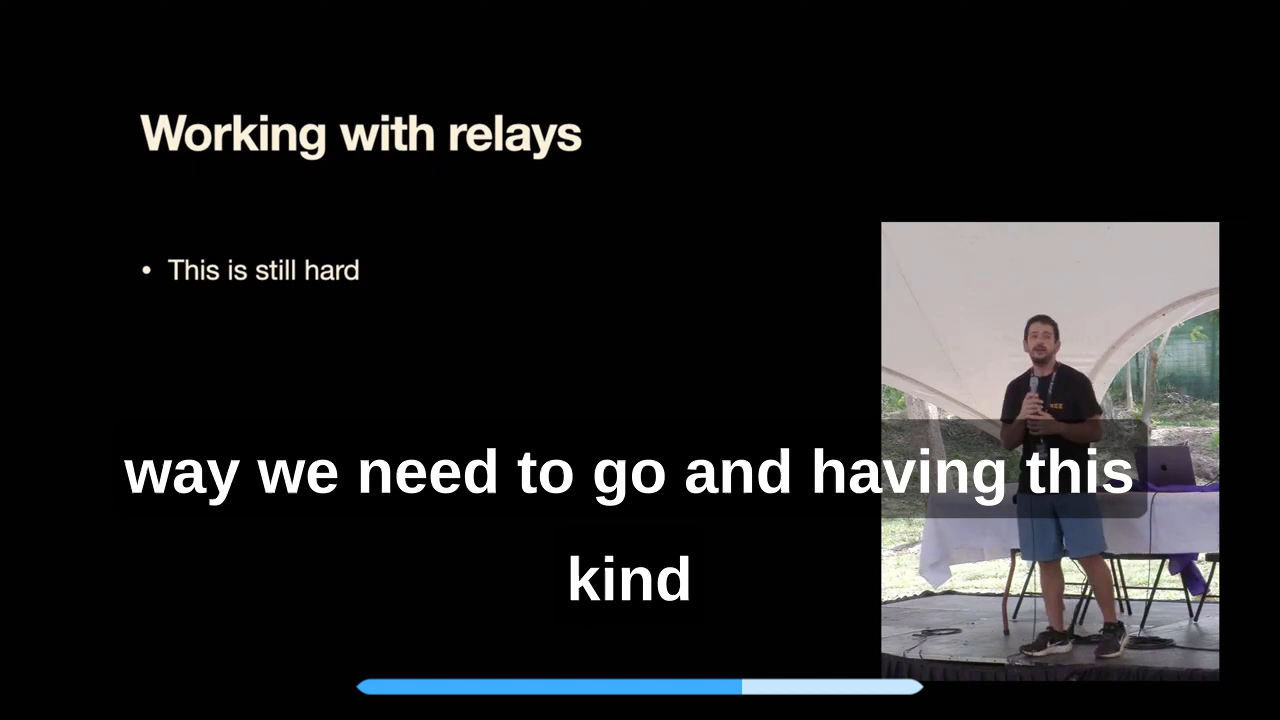 Working with relays
• This is still hard
way we need to go and having this
kind